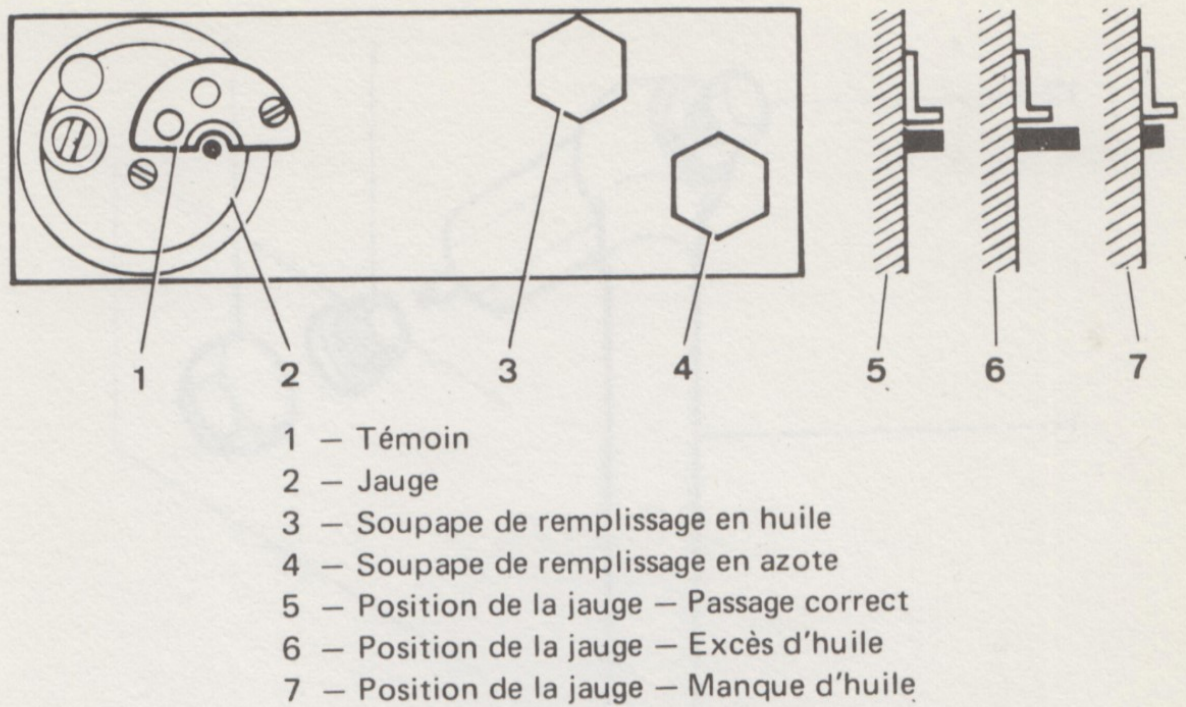 1 2 3 4 5 6 7
1 — Témoin
2 — Jauge
3 — Soupape de remplissage en huile
4 — Soupape de remplissage en azote
5 — Position de la jauge — Passage correct
6 — Position de la jauge — Excès d'huile
7 — Position de la jauge — Manque d'huile